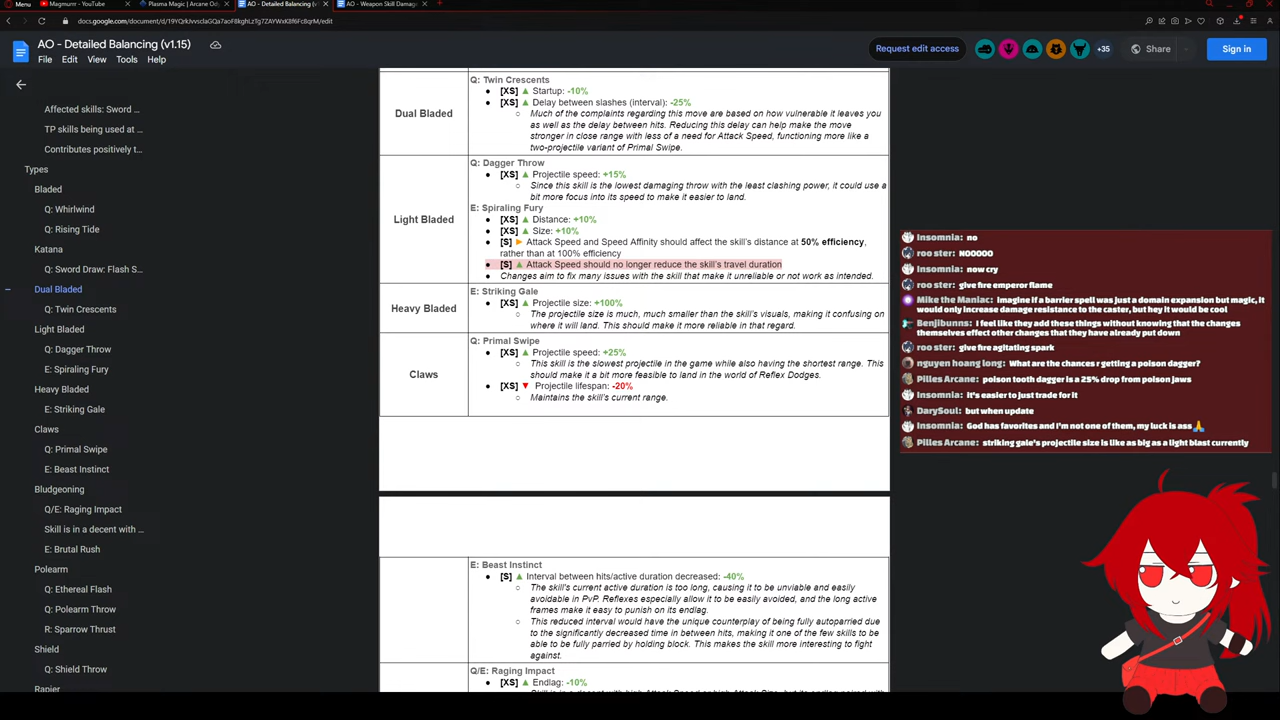 Menu
Magmurrr - YouTube
Plasma Magic | Arcane Od
AO - Detailed Balancing (v1.15)
AO - Weapon Skill Damag
AO - Detailed Balancing (v1.15)
File Edit View Tools Help
Request edit access
+35
Share
Sign in
Affected skills: Sword ...
TP skills being used at ...
Contributes positively t...
Types
Bladed
Q: Whirlwind
Q: Rising Tide
Katana
Q: Sword Draw: Flash S...
Dual Bladed
Q: Twin Crescents
Light Bladed
Q: Dagger Throw
E: Spiraling Fury
Heavy Bladed
E: Striking Gale
Claws
Q: Primal Swipe
E: Beast Instinct
Bludgeoning
Q/E: Raging Impact
Skill is in a decent with ...
E: Brutal Rush
Polearm
Q: Ethereal Flash
Q: Polearm Throw
R: Sparrow Thrust
Shield
Q: Shield Throw
Rapier
Dual Bladed
Q: Twin Crescents
[XS] ▲ Startup: -10%
[XS] ▲ Delay between slashes (interval): -25%
Much of the complaints regarding this move are based on how vulnerable it leaves you
as well as the delay between hits. Reducing this delay can help make the move
stronger in close range with less of a need for Attack Speed, functioning more like a
two-projectile variant of Primal Swipe.
Light Bladed
Q: Dagger Throw
[XS] ▲ Projectile speed: +15%
Since this skill is the lowest damaging throw with the least clashing power, it could use a
bit more focus into its speed to make it easier to land.
E: Spiraling Fury
[XS] ▲ Distance: +10%
[XS] ▲ Size: +10%
[S] ► Attack Speed and Speed Affinity should affect the skill's distance at 50% efficiency,
rather than at 100% efficiency
[S] ▲ Attack Speed should no longer reduce the skill's travel duration
Changes aim to fix many issues with the skill that make it unreliable or not work as intended.
Heavy Bladed
E: Striking Gale
[XS] ▲ Projectile size: +100%
The projectile size is much, much smaller than the skill's visuals, making it confusing on
where it will land. This should make it more reliable in that regard.
Claws
Q: Primal Swipe
[XS] ▲ Projectile speed: +25%
This skill is the slowest projectile in the game while also having the shortest range. This
should make it a bit more feasible to land in the world of Reflex Dodges.
[XS] ▼ Projectile lifespan: -20%
Maintains the skill's current range.
E: Beast Instinct
[S] ▲ Interval between hits/active duration decreased: -40%
The skill's current active duration is too long, causing it to be unviable and easily
avoidable in PvP. Reflexes especially allow it to be easily avoided, and the long active
frames make it easy to punish on its endlag.
This reduced interval would have the unique counterplay of being fully autoparried due
to the significantly decreased time in between hits, making it one of the few skills to be
able to be fully parried by holding block. This makes the skill more interesting to fight
against.
Q/E: Raging Impact
[XS] ▲ Endlag: -10%
Insomnia: no
roo ster: NOOOOO
Insomnia: now cry
roo ster: give fire emperor flame
Mike the Maniac: Imagine if a barrier spell was just a domain expansion but magic, it
would only increase damage resistance to the caster, but hey it would be cool
Benjibunns: I feel like they add these things without knowing that the changes
themselves effect other changes that they have already put down
roo ster: give fire agitating spark
nguyen hoang long: What are the chances r getting a poison dagger?
Pilles Arcane: poison tooth dagger is a 25% drop from poison jaws
Insomnia: it's easier to just trade for it
DarySoul: but when update
Insomnia: God has favorites and I'm not one of them, my luck is ass🙏
Pilles Arcane: striking gale's projectile size is like as big as a light blast currently